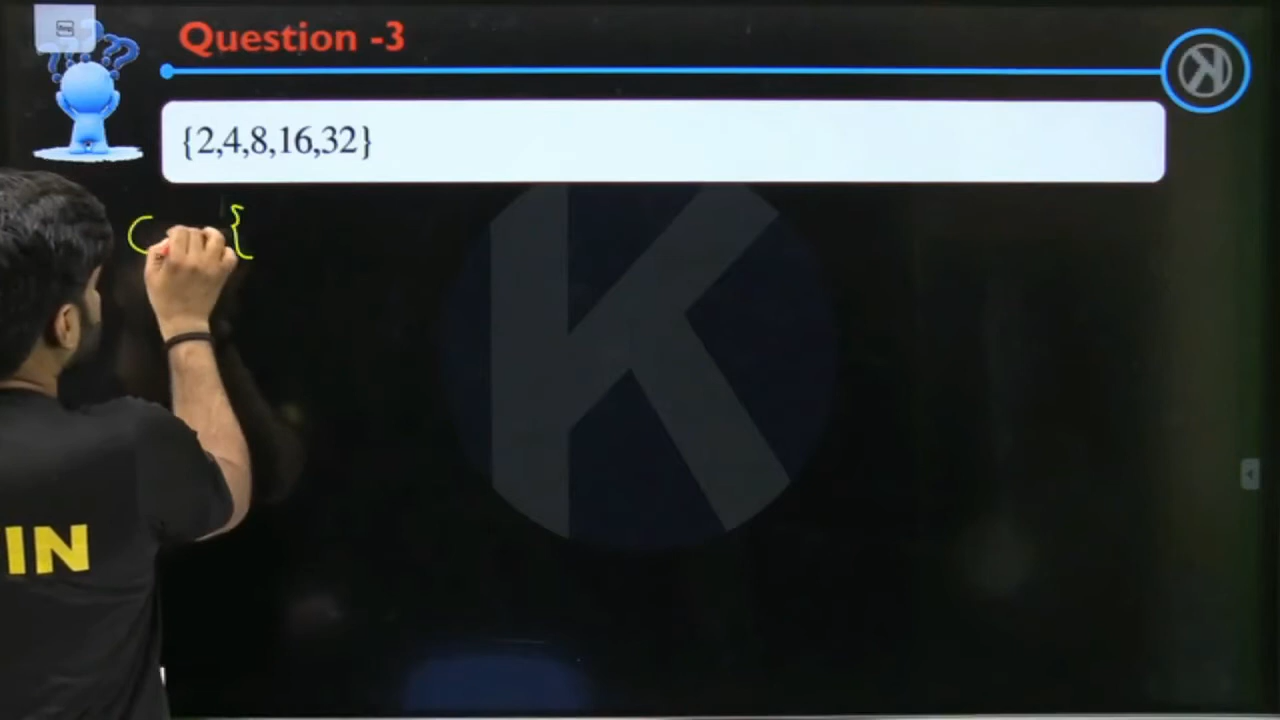 Question -3
{2,4,8,16,32}
C {
IN